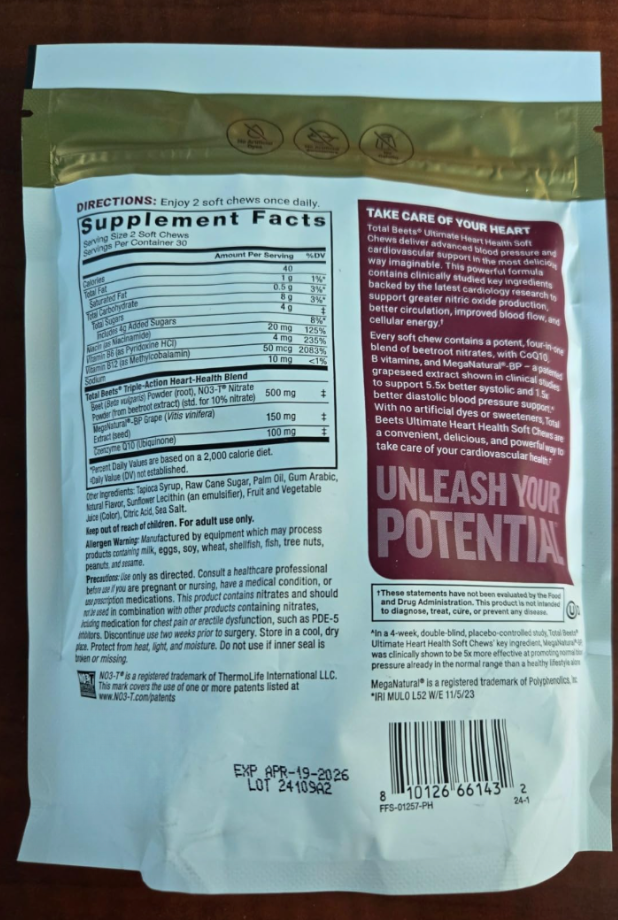 DIRECTIONS: Enjoy 2 soft chews once daily.
Supplement Facts
Serving Size 2 Soft Chews
Servings Per Container 30
Amount Per Serving %DV
Calories 40
Total Fat 1 g 1%*
Saturated Fat 0.5 g 3%*
Total Carbohydrate 8 g 3%*
Total Sugars 4 g ‡
Includes 4g Added Sugars 8%*
Niacin (as Niacinamide) 20 mg 125%
Vitamin B6 (as Pyridoxine HCl) 4 mg 235%
Vitamin B12 (as Methylcobalamin) 50 mcg 2083%
Sodium 10 mg <1%
Total Beets® Triple-Action Heart-Health Blend
Beet (Beta vulgaris) Powder (root), NO3-T® Nitrate
Powder (from beetroot extract) (std. for 10% nitrate) 500 mg ‡
MegaNatural®-BP Grape (Vitis vinifera)
Extract (seed) 150 mg ‡
Coenzyme Q10 (Ubiquinone) 100 mg ‡
*Percent Daily Values are based on a 2,000 calorie diet.
‡Daily Value (DV) not established.
Other Ingredients: Tapioca Syrup, Raw Cane Sugar, Palm Oil, Gum Arabic,
Natural Flavor, Sunflower Lecithin (an emulsifier), Fruit and Vegetable
Juice (Color), Citric Acid, Sea Salt.
Keep out of reach of children. For adult use only.
Allergen Warning: Manufactured by equipment which may process
products containing milk, eggs, soy, wheat, shellfish, fish, tree nuts,
peanuts, and sesame.
Precautions: Use only as directed. Consult a healthcare professional
before use if you are pregnant or nursing, have a medical condition, or
use prescription medications. This product contains nitrates and should
not be used in combination with other products containing nitrates,
including medication for chest pain or erectile dysfunction, such as PDE-5
inhibitors. Discontinue use two weeks prior to surgery. Store in a cool, dry
place. Protect from heat, light, and moisture. Do not use if inner seal is
broken or missing.
NO3-T® is a registered trademark of ThermoLife International LLC.
This mark covers the use of one or more patents listed at
www.NO3-T.com/patents
EXP APR-19-2026
LOT 24109A2
TAKE CARE OF YOUR HEART
Total Beets® Ultimate Heart Health Soft
Chews deliver advanced blood pressure and
cardiovascular support in the most delicious
way imaginable. This powerful formula
contains clinically studied key ingredients
backed by the latest cardiology research to
support greater nitric oxide production,
better circulation, improved blood flow, and
cellular energy.†
Every soft chew contains a potent, four-in-one
blend of beetroot nitrates, with CoQ10,
B vitamins, and MegaNatural®-BP – a patented
grapeseed extract shown in clinical studies
to support 5.5x better systolic and 1.5x
better diastolic blood pressure support.
With no artificial dyes or sweeteners, Total
Beets Ultimate Heart Health Soft Chews are
a convenient, delicious, and powerful way to
take care of your cardiovascular health.†
UNLEASH YOUR
POTENTIAL
†These statements have not been evaluated by the Food
and Drug Administration. This product is not intended
to diagnose, treat, cure, or prevent any disease.
^In a 4-week, double-blind, placebo-controlled study, Total Beets®
Ultimate Heart Health Soft Chews' key ingredient, MegaNatural®-BP
was clinically shown to be 5x more effective at promoting normal
pressure already in the normal range than a healthy lifestyle alone.
MegaNatural® is a registered trademark of Polyphenolics, Inc
*IRI MULO L52 W/E 11/5/23
8 10126 66143 2
FFS-01257-PH 24-1